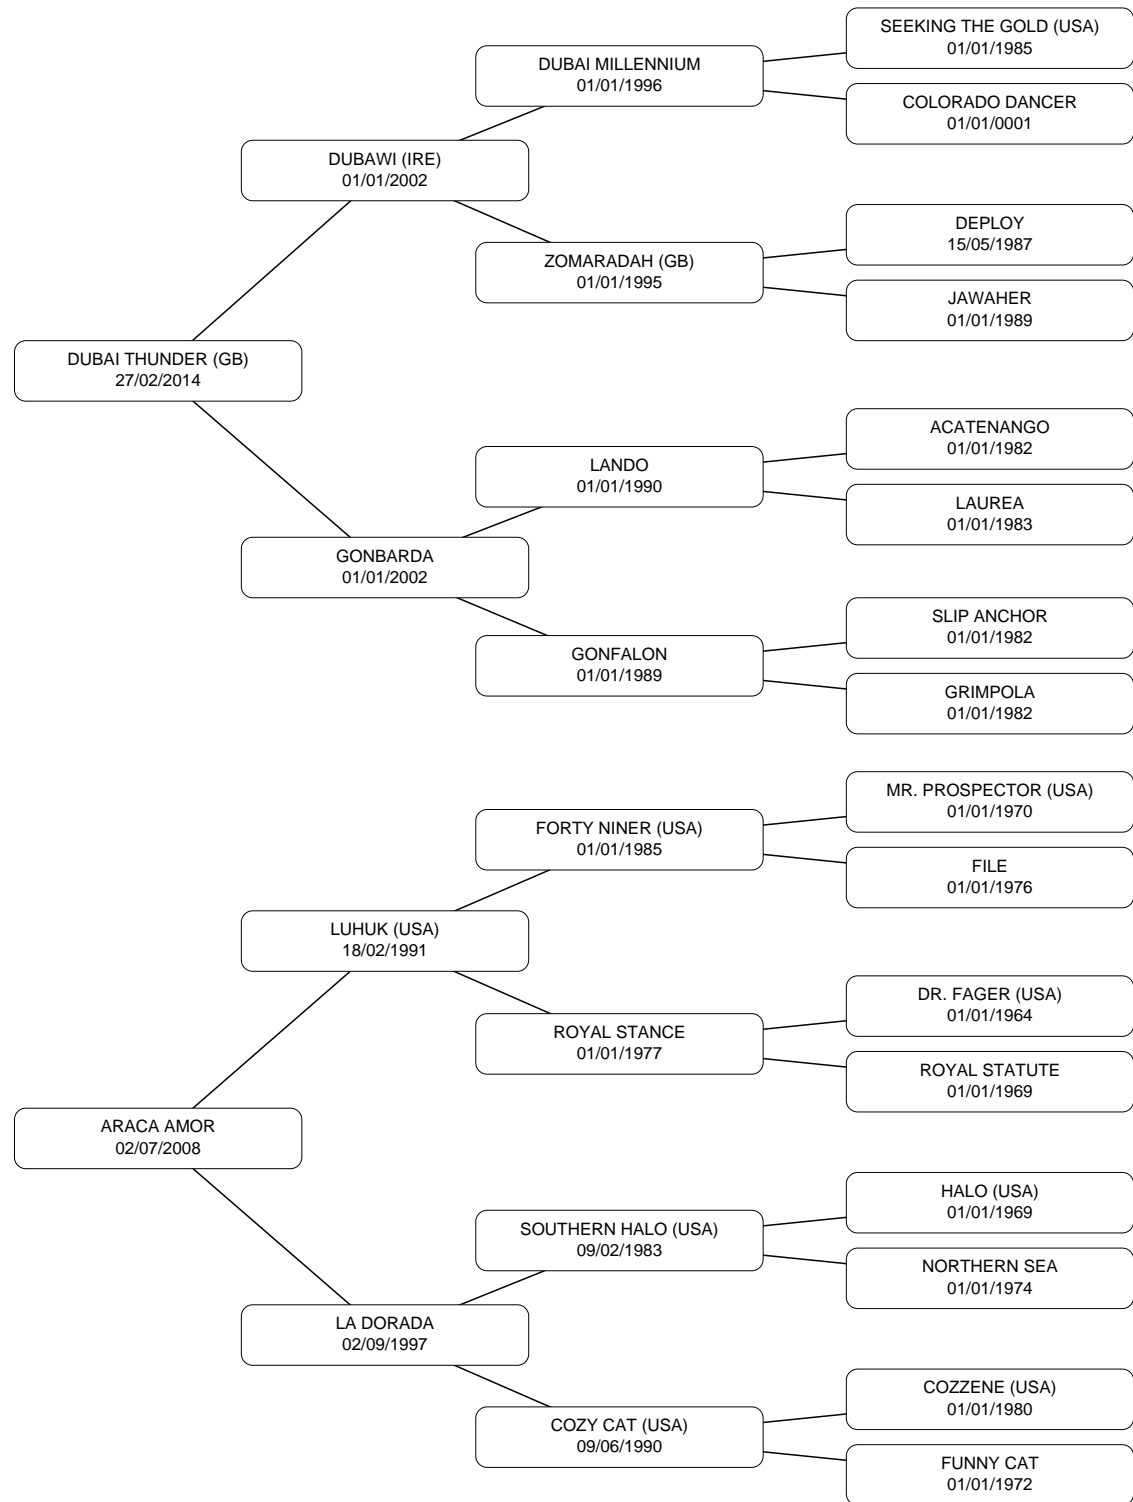 SEEKING THE GOLD (USA)
01/01/1985
DUBAI MILLENNIUM
01/01/1996
COLORADO DANCER
01/01/0001
DUBAWI (IRE)
01/01/2002
DEPLOY
15/05/1987
ZOMARADAH (GB)
01/01/1995
JAWAHER
01/01/1989
DUBAI THUNDER (GB)
27/02/2014
ACATENANGO
01/01/1982
LANDO
01/01/1990
LAUREA
01/01/1983
GONBARDA
01/01/2002
SLIP ANCHOR
01/01/1982
GONFALON
01/01/1989
GRIMPOLA
01/01/1982
MR. PROSPECTOR (USA)
01/01/1970
FORTY NINER (USA)
01/01/1985
FILE
01/01/1976
LUHUK (USA)
18/02/1991
DR. FAGER (USA)
01/01/1964
ROYAL STANCE
01/01/1977
ROYAL STATUTE
01/01/1969
ARACA AMOR
02/07/2008
HALO (USA)
01/01/1969
SOUTHERN HALO (USA)
09/02/1983
NORTHERN SEA
01/01/1974
LA DORADA
02/09/1997
COZZENE (USA)
01/01/1980
COZY CAT (USA)
09/06/1990
FUNNY CAT
01/01/1972